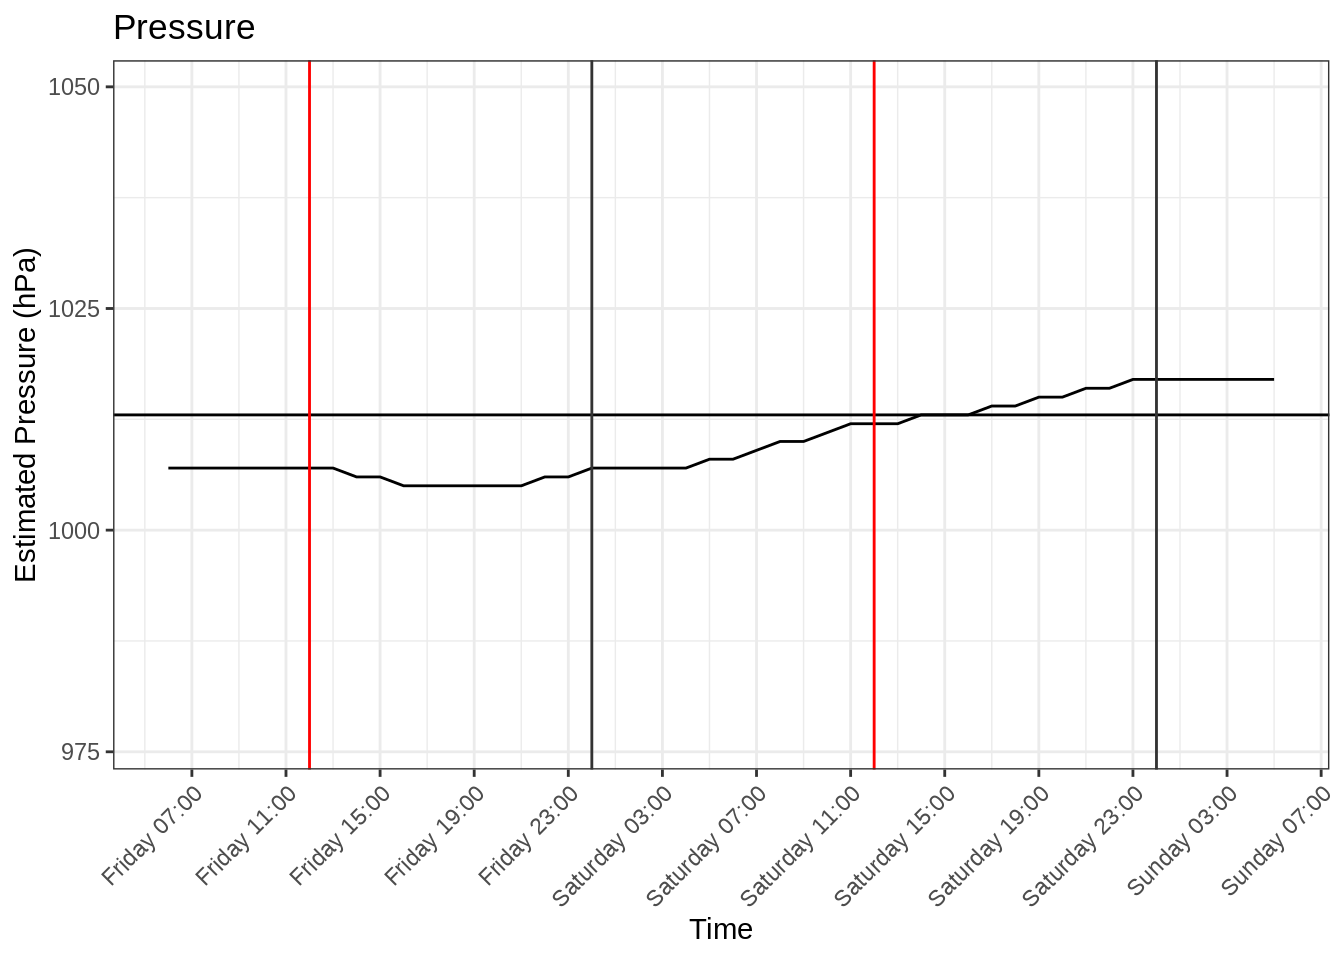 Pressure
Estimated Pressure (hPa)
1050
1025
1000
975
Friday 07:00
Friday 11:00
Friday 15:00
Friday 19:00
Friday 23:00
Saturday 03:00
Saturday 07:00
Saturday 11:00
Saturday 15:00
Saturday 19:00
Saturday 23:00
Sunday 03:00
Sunday 07:00
Time